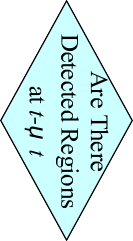 Are There
Detected Regions
at t-μ t